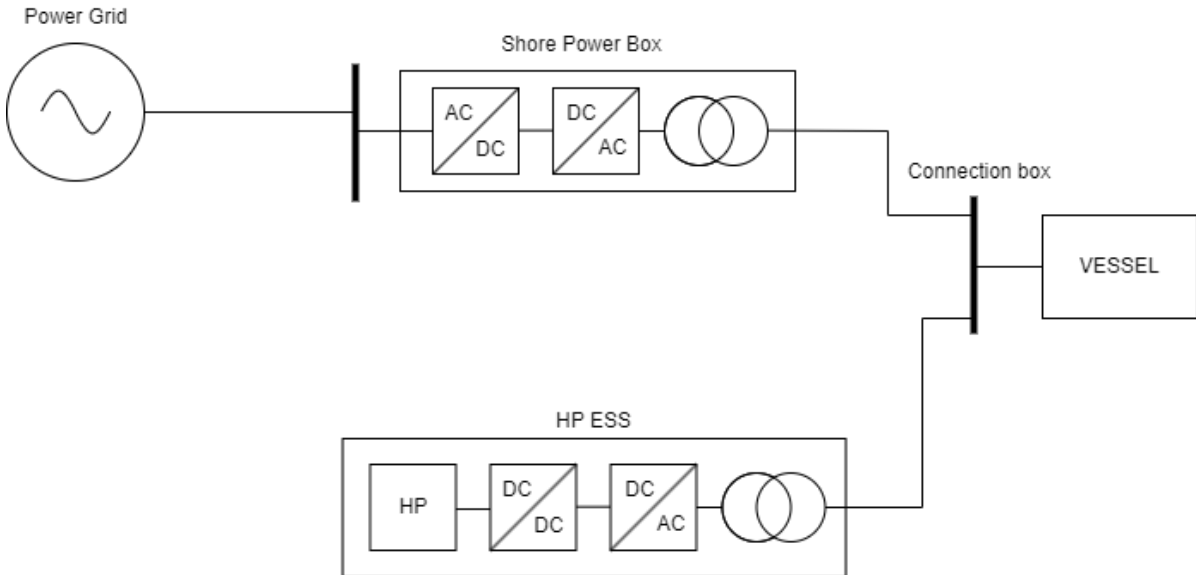 Power Grid
Shore Power Box
AC
DC
DC
AC
Connection box
VESSEL
HP ESS
HP
DC
DC
DC
AC